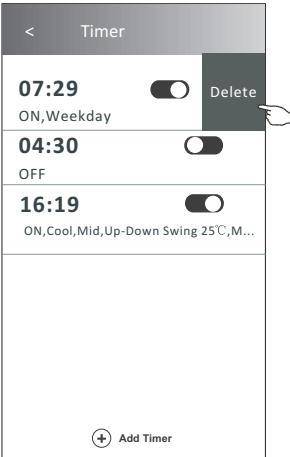 < Timer
07:29
Delete
ON,Weekday
04:30
OFF
16:19
ON,Cool,Mid,Up-Down Swing 25℃,M...
Add Timer